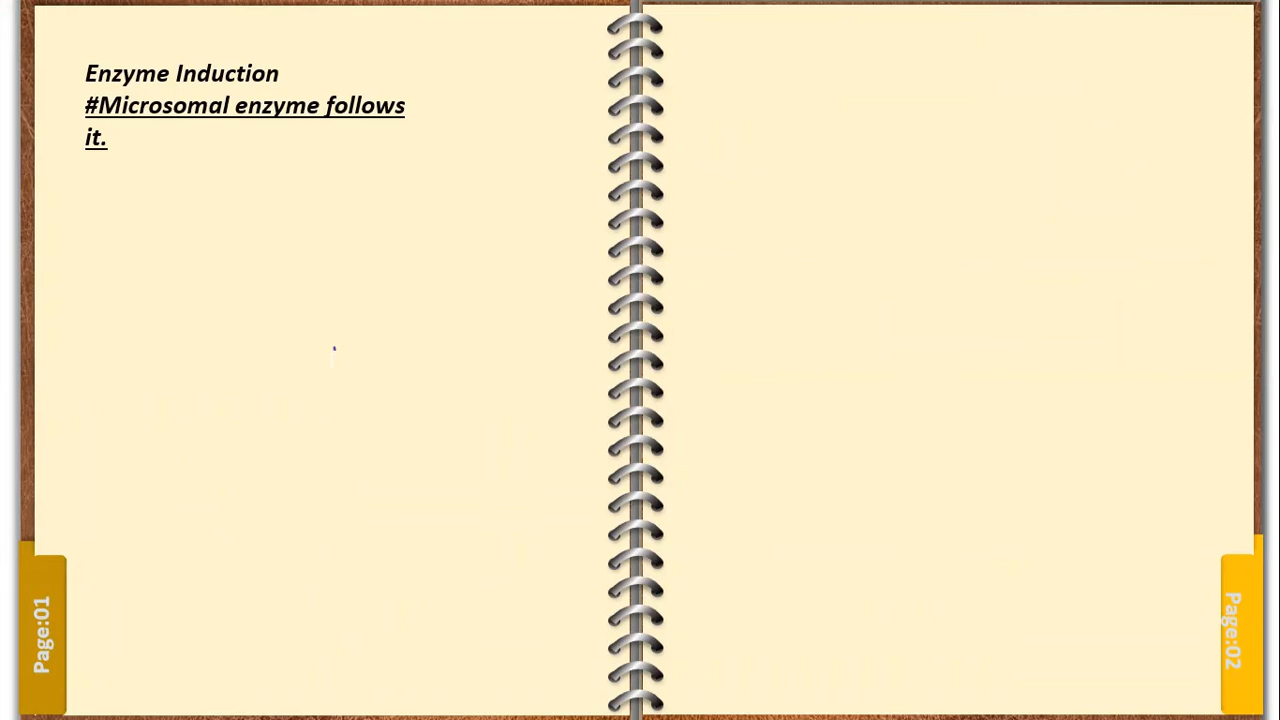 Enzyme Induction
#Microsomal enzyme follows
it.
Page:01
Page:02